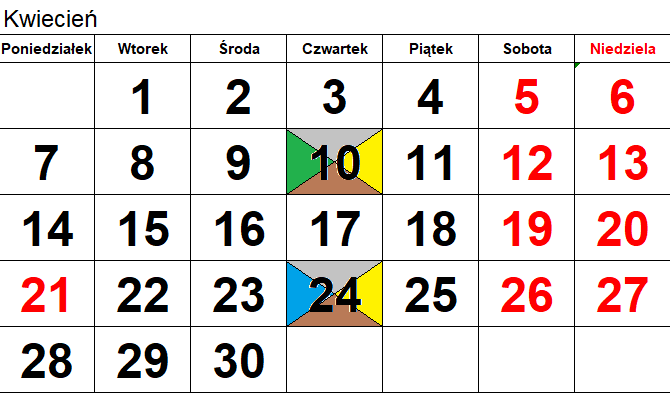 Kwiecień
Poniedziałek Wtorek Środa Czwartek Piątek Sobota Niedziela
1 2 3 4 5 6
7 8 9 10 11 12 13
14 15 16 17 18 19 20
21 22 23 24 25 26 27
28 29 30